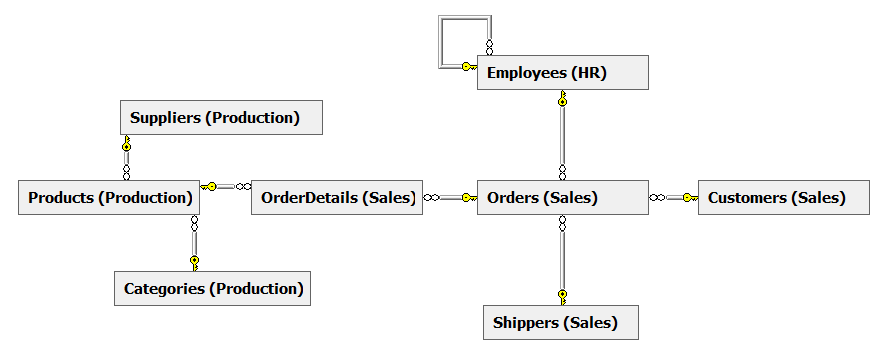 Employees (HR)
Suppliers (Production)
Products (Production)
OrderDetails (Sales)
Orders (Sales)
Customers (Sales)
Categories (Production)
Shippers (Sales)